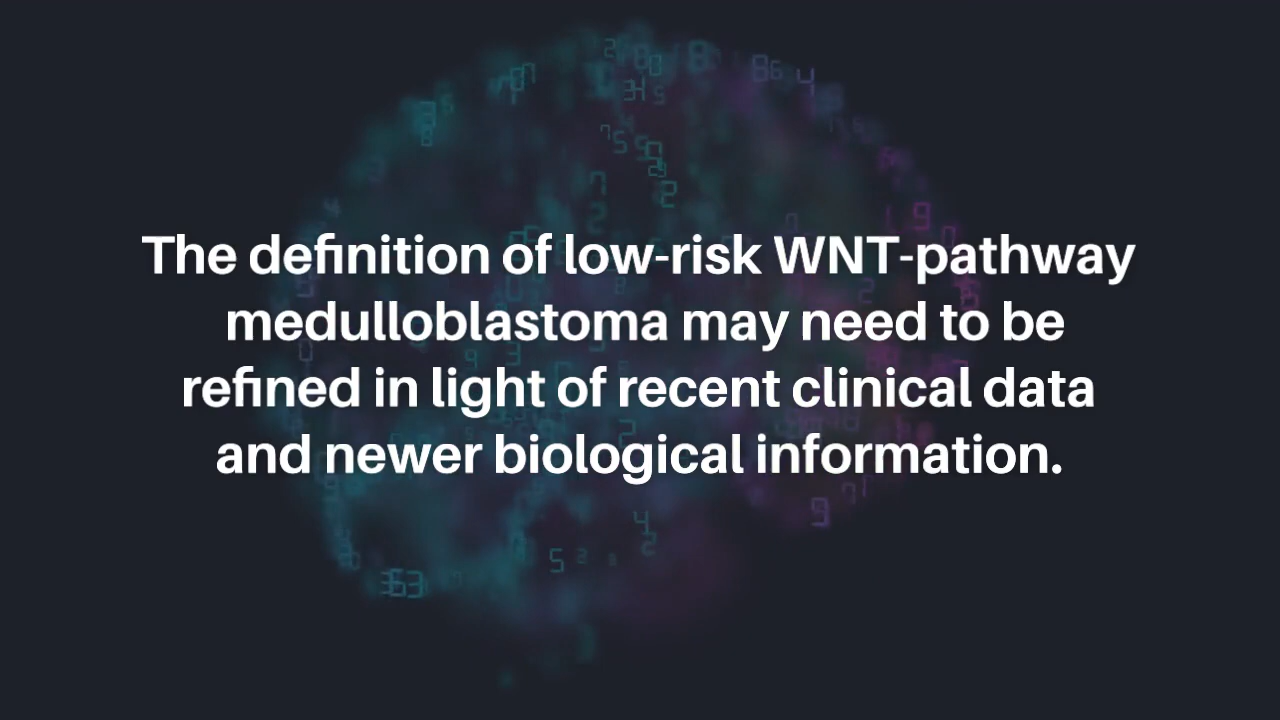 The definition of low-risk WNT-pathway
medulloblastoma may need to be
refined in light of recent clinical data
and newer biological information.